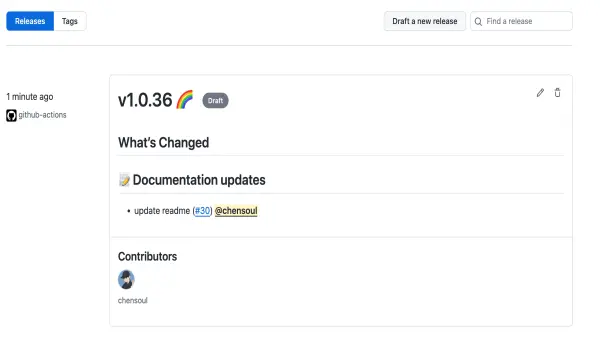 Releases Tags Draft a new release Find a release
1 minute ago
github-actions
v1.0.36 🌈 Draft
What's Changed
📝 Documentation updates
• update readme (#30) @chensoul
Contributors
chensoul